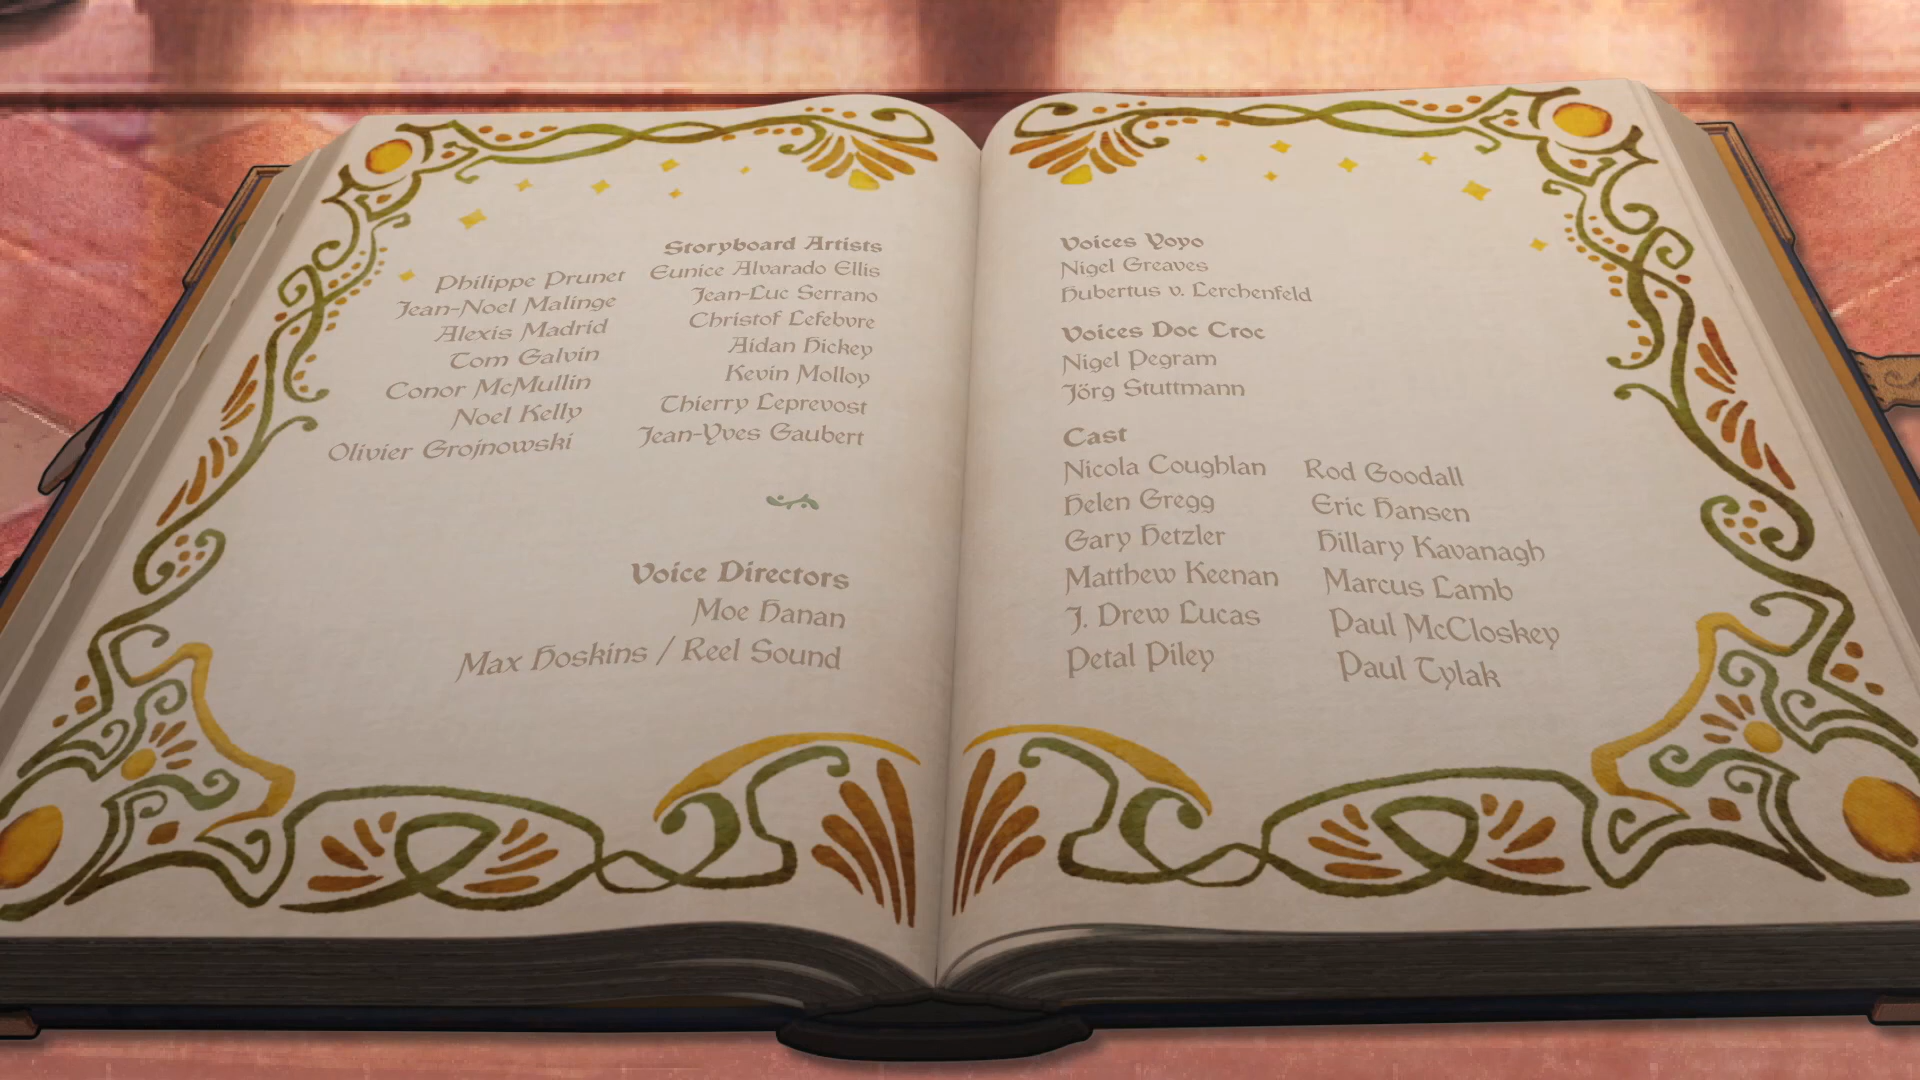 Storyboard Artists
Philippe Prunet Eunice Alvarado Ellis
Jean-Noel Malinge Jean-Luc Serrano
Alexis Madrid Christof Lefebvre
Tom Galvin Aidan Hickey
Conor McMullin Kevin Molloy
Noel Kelly Thierry Leprevost
Olivier Grojnowski Jean-Yves Gaubert
Voice Directors
Moe Hanan
Max Hoskins / Reel Sound
Voices Yoyo
Nigel Greaves
Hubertus v. Lerchenfeld
Voices Doc Croc
Nigel Pegram
Jörg Stuttmann
Cast
Nicola Coughlan Rod Goodall
Helen Gregg Eric Hansen
Gary Hetzler Hillary Kavanagh
Matthew Keenan Marcus Lamb
J. Drew Lucas Paul McCloskey
Petal Piley Paul Tylak